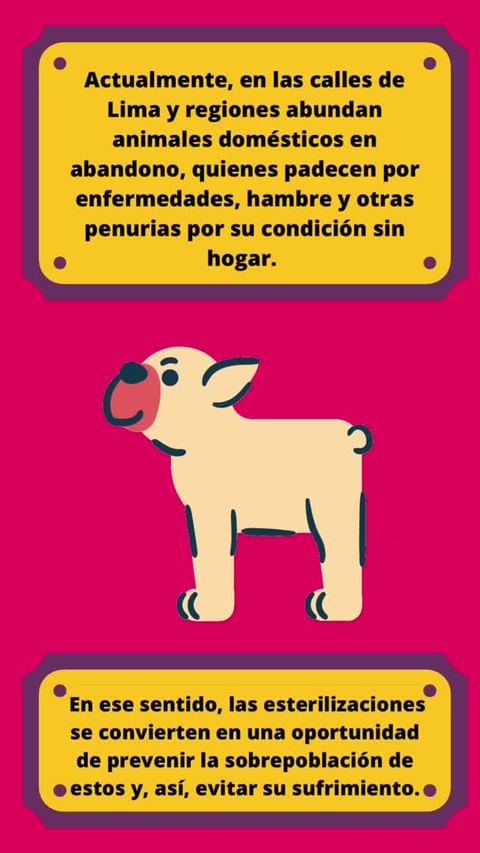 Actualmente, en las calles de
Lima y regiones abundan
animales domésticos en
abandono, quienes padecen por
enfermedades, hambre y otras
penurias por su condición sin
hogar.
En ese sentido, las esterilizaciones
se convierten en una oportunidad
de prevenir la sobrepoblación de
estos y, así, evitar su sufrimiento.